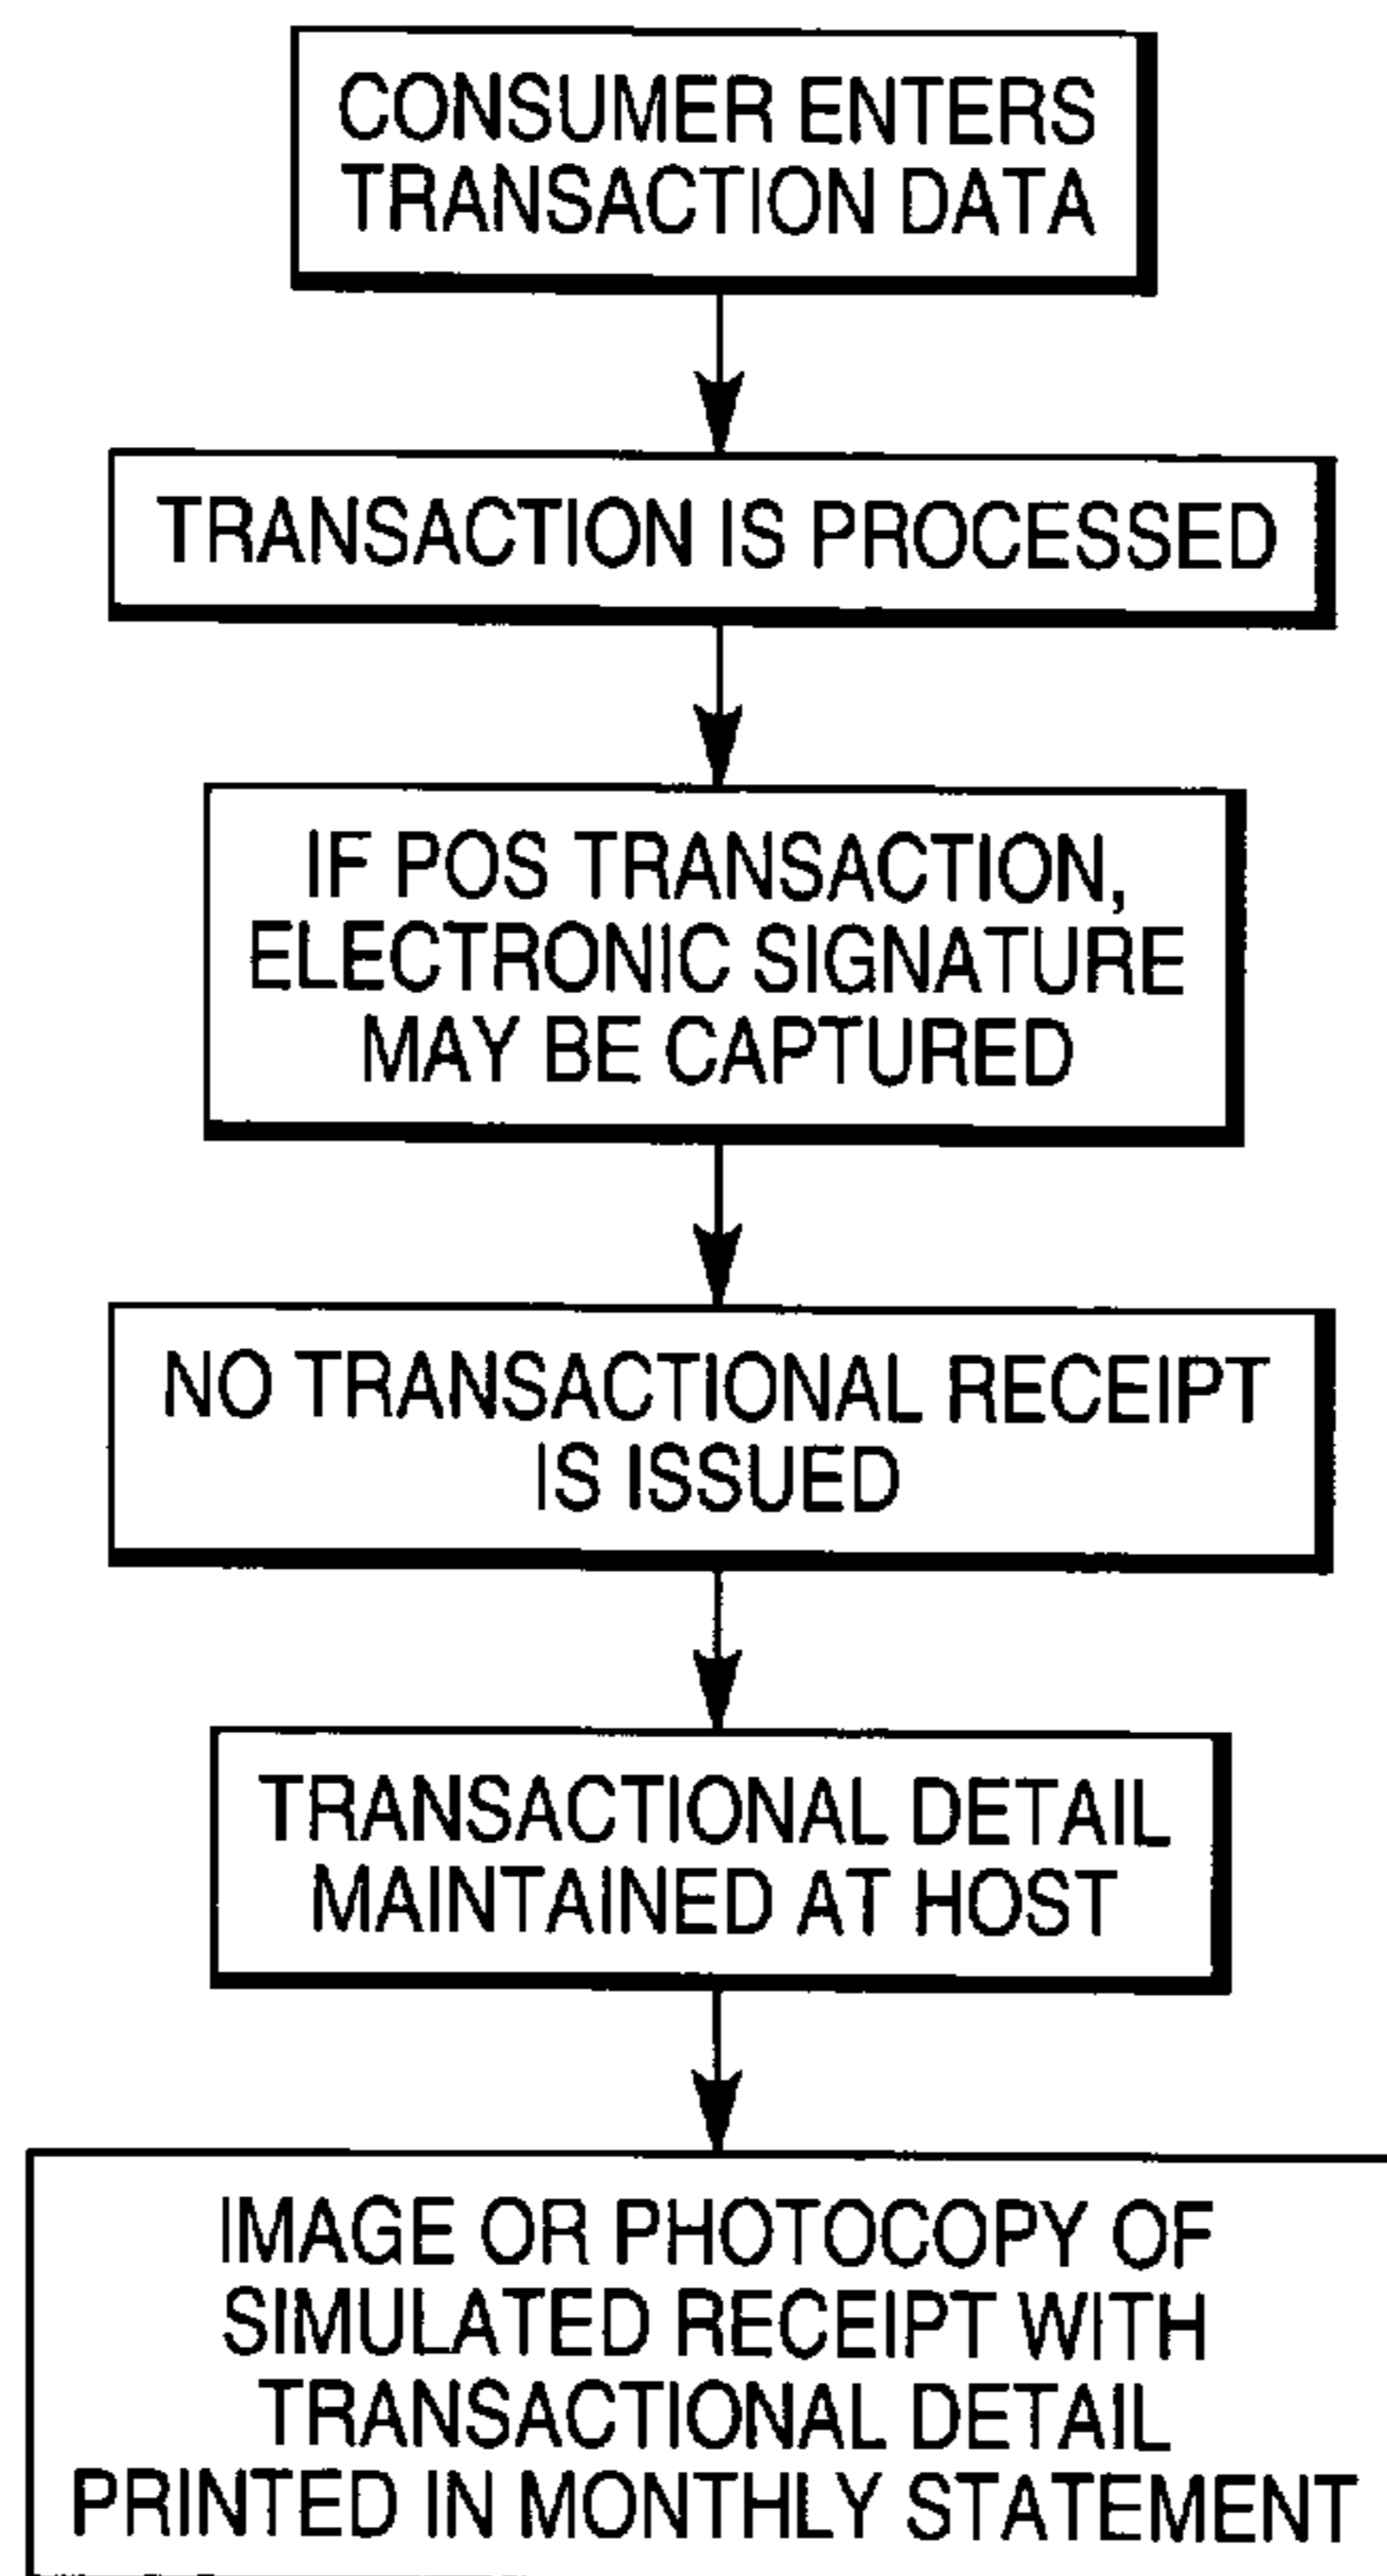 CONSUMER ENTERS
TRANSACTION DATA
TRANSACTION IS PROCESSED
IF POS TRANSACTION,
ELECTRONIC SIGNATURE
MAY BE CAPTURED
NO TRANSACTIONAL RECEIPT
IS ISSUED
TRANSACTIONAL DETAIL
MAINTAINED AT HOST
IMAGE OR PHOTOCOPY OF
SIMULATED RECEIPT WITH
TRANSACTIONAL DETAIL
PRINTED IN MONTHLY STATEMENT